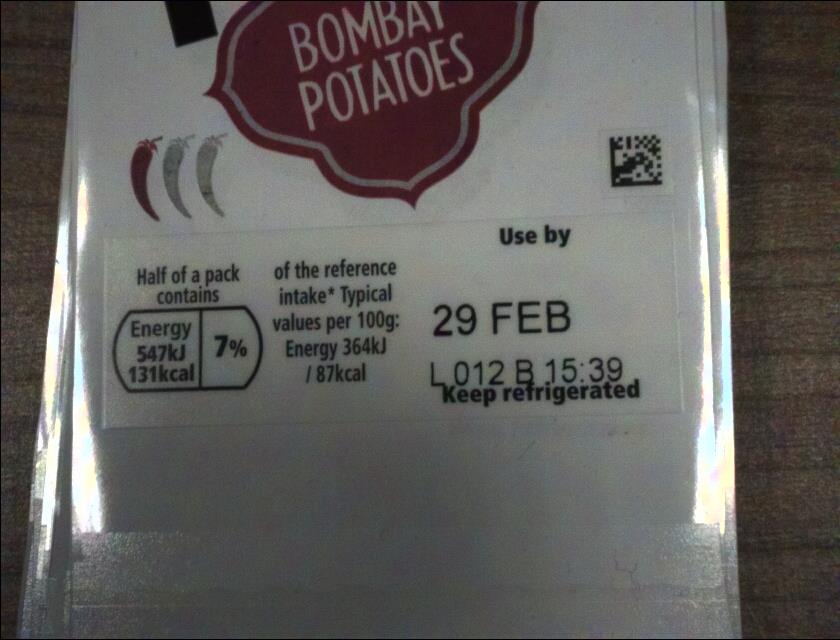 BOMBAY
POTATOES
Use by
Half of a pack
contains
Energy
547kJ
131kcal
7%
of the reference
intake* Typical
values per 100g:
Energy 364kJ
/ 87kcal
29 FEB
L 012 B 15:39
Keep refrigerated